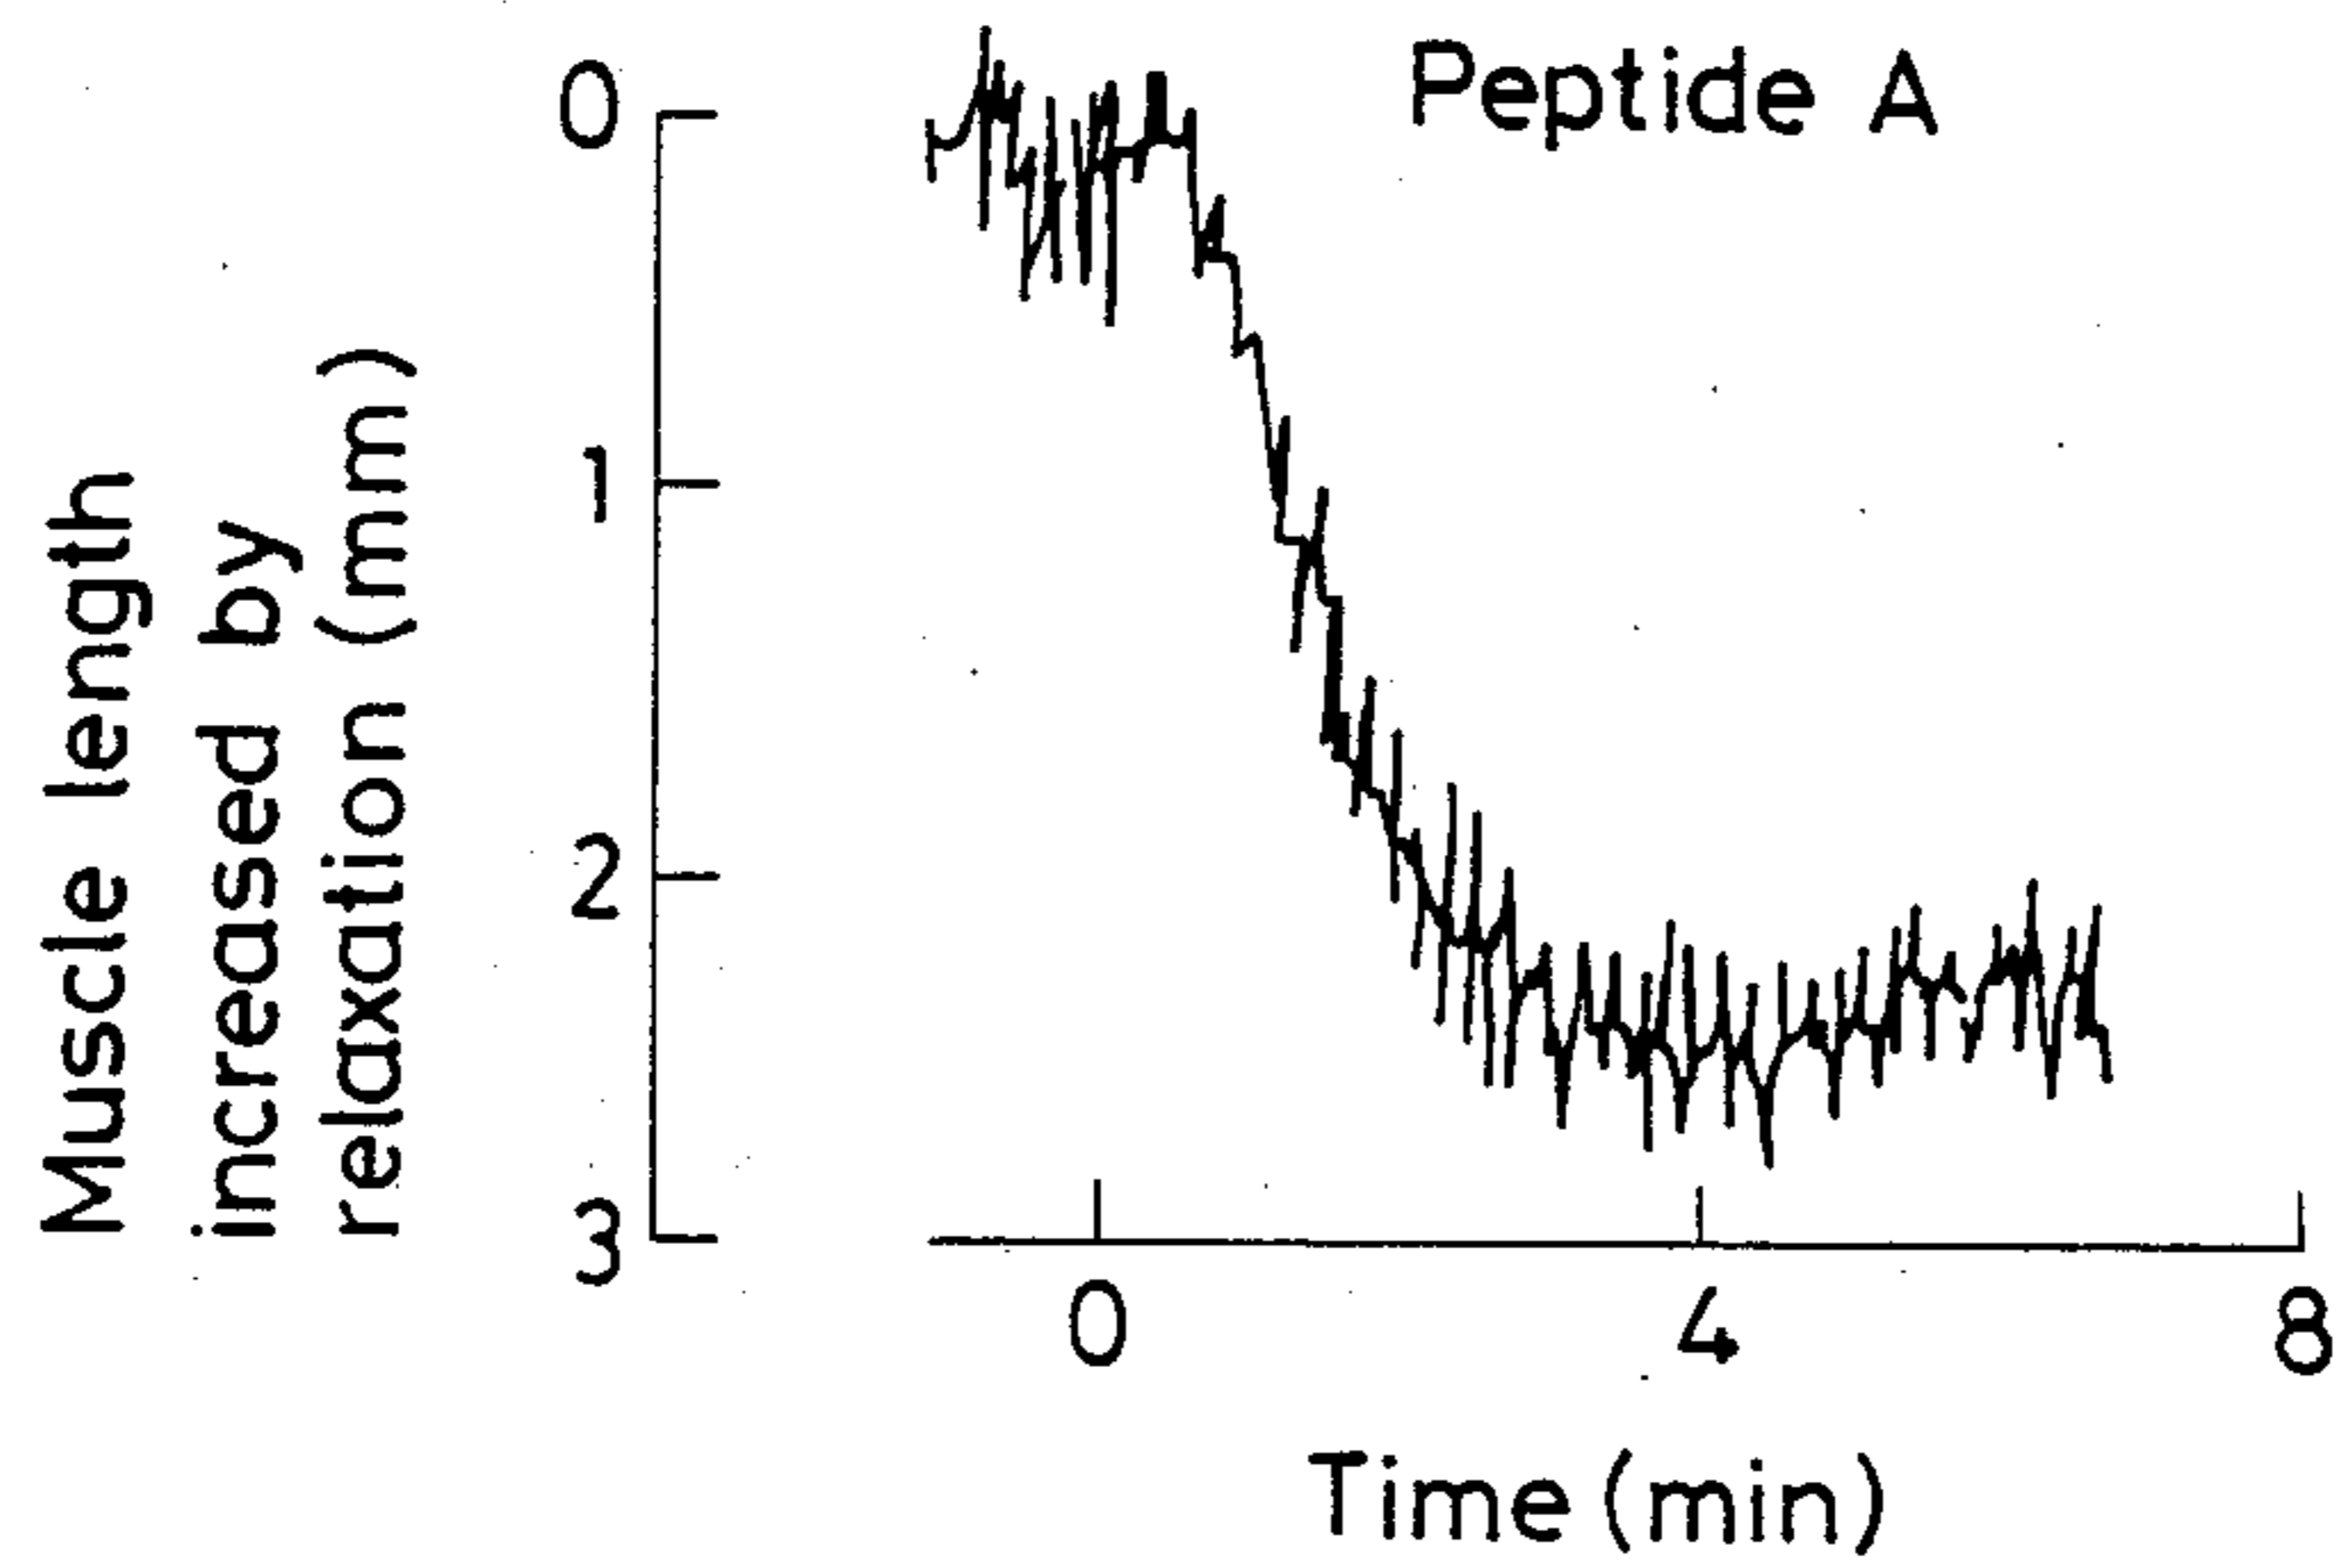 Peptide A
Muscle length
increased by
relaxation (mm)
0
1
2
3
0 4 8
Time (min)